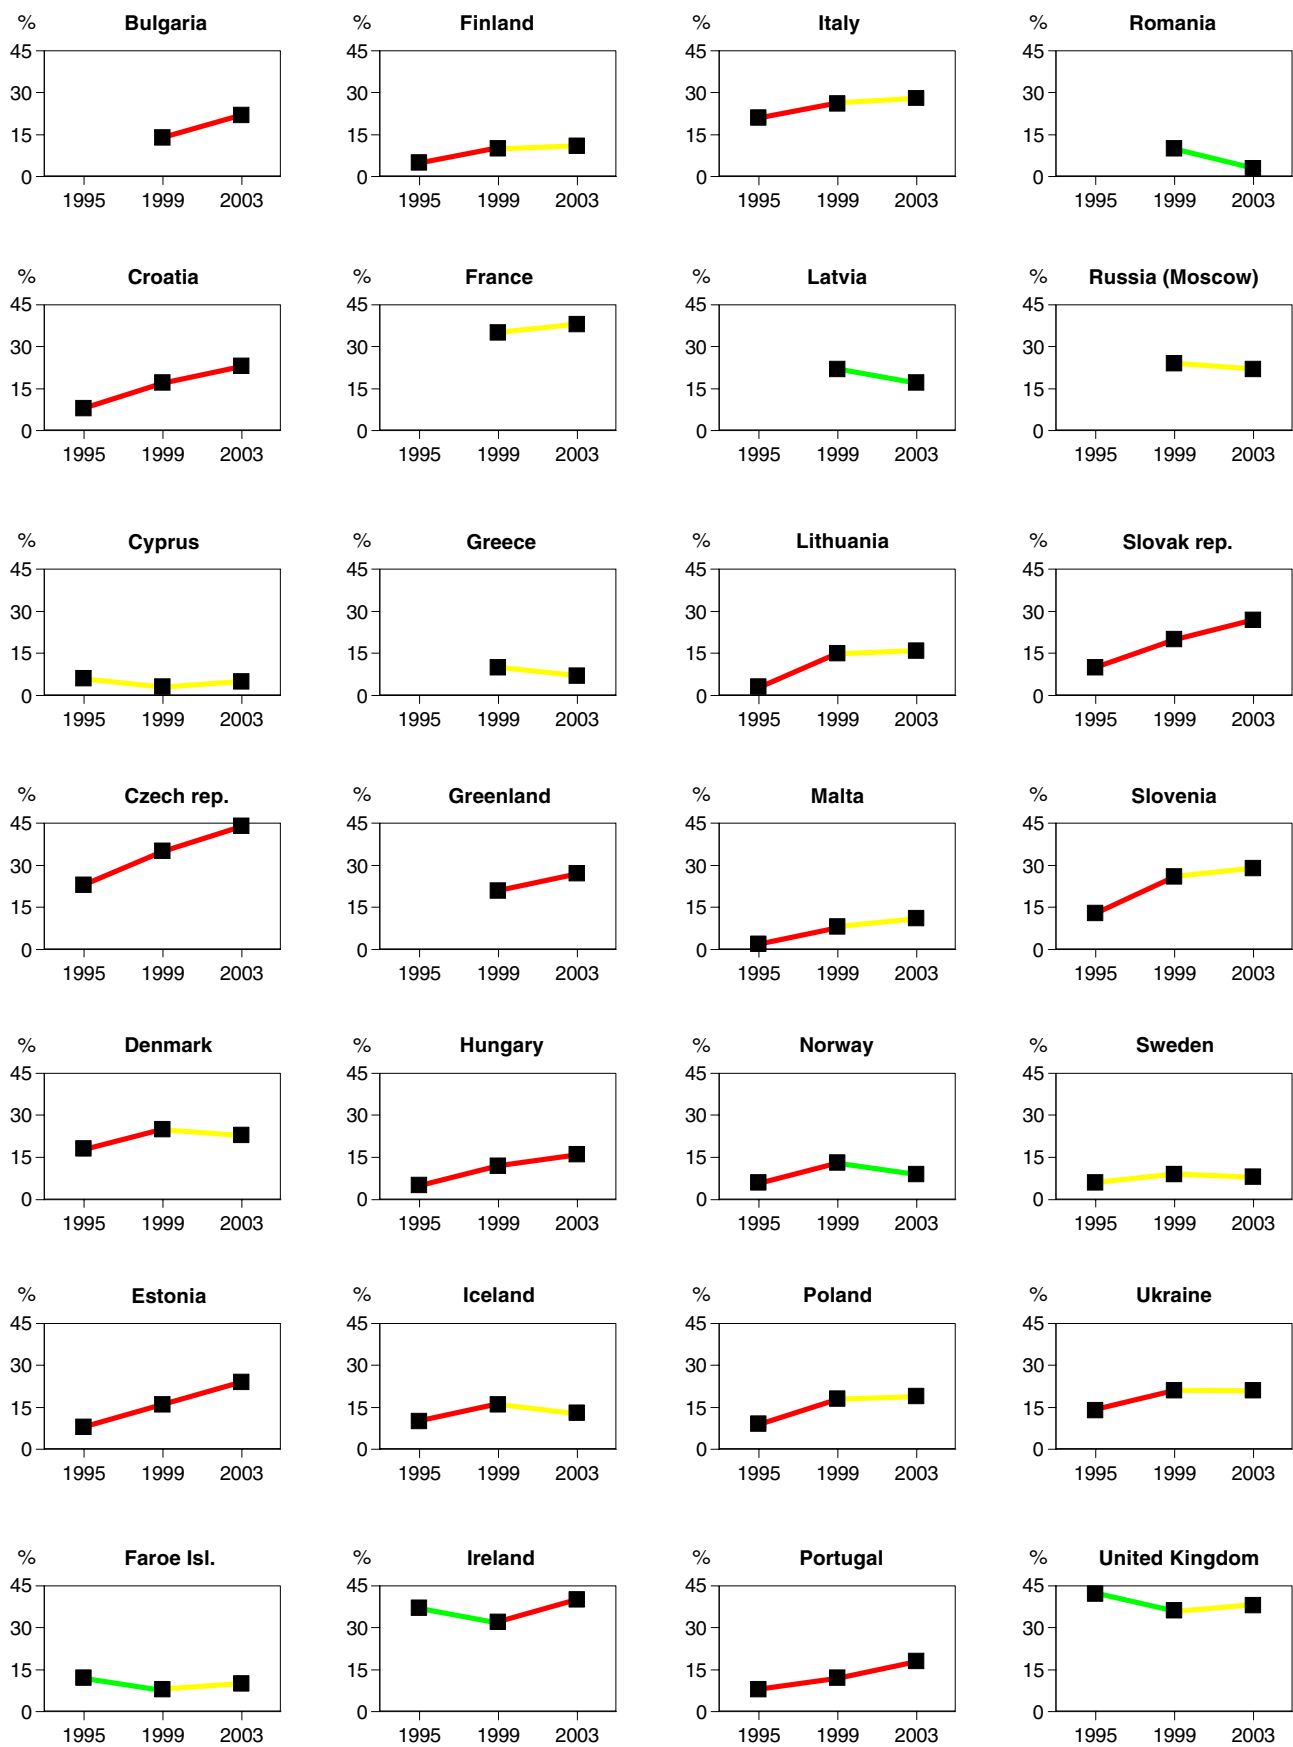 % Bulgaria % Finland % Italy % Romania
45 45 45 45
30 30 30 30
15 15 15 15
0 0 0 0
1995 1999 2003 1995 1999 2003 1995 1999 2003 1995 1999 2003
% Croatia % France % Latvia % Russia (Moscow)
45 45 45 45
30 30 30 30
15 15 15 15
0 0 0 0
1995 1999 2003 1995 1999 2003 1995 1999 2003 1995 1999 2003
% Cyprus % Greece % Lithuania % Slovak rep.
45 45 45 45
30 30 30 30
15 15 15 15
0 0 0 0
1995 1999 2003 1995 1999 2003 1995 1999 2003 1995 1999 2003
% Czech rep. % Greenland % Malta % Slovenia
45 45 45 45
30 30 30 30
15 15 15 15
0 0 0 0
1995 1999 2003 1995 1999 2003 1995 1999 2003 1995 1999 2003
% Denmark % Hungary % Norway % Sweden
45 45 45 45
30 30 30 30
15 15 15 15
0 0 0 0
1995 1999 2003 1995 1999 2003 1995 1999 2003 1995 1999 2003
% Estonia % Iceland % Poland % Ukraine
45 45 45 45
30 30 30 30
15 15 15 15
0 0 0 0
1995 1999 2003 1995 1999 2003 1995 1999 2003 1995 1999 2003
% Faroe Isl. % Ireland % Portugal % United Kingdom
45 45 45 45
30 30 30 30
15 15 15 15
0 0 0 0
1995 1999 2003 1995 1999 2003 1995 1999 2003 1995 1999 2003